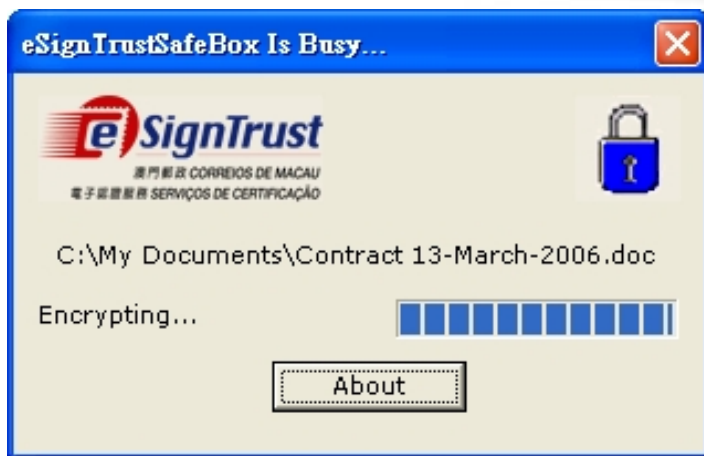 eSignTrustSafeBox Is Busy...
eSignTrust
澳門郵政 CORREIOS DE MACAU
電子認證服務 SERVIÇOS DE CERTIFICAÇÃO
C:\My Documents\Contract 13-March-2006.doc
Encrypting...
About